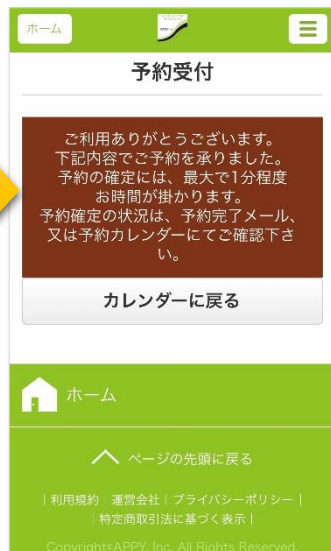 ホーム
予約受付
ご利用ありがとうございます。
下記内容でご予約を承りました。
予約の確定には、最大で1分程度
お時間が掛かります。
予約確定の状況は、予約完了メール、
又は予約カレンダーにてご確認下さ
い。
カレンダーに戻る
ホーム
ページの先頭に戻る
| 利用規約 | 運営会社 | プライバシーポリシー |
| 特定商取引法に基づく表示 |
Copyrights APPY, Inc. All Rights Reserved.